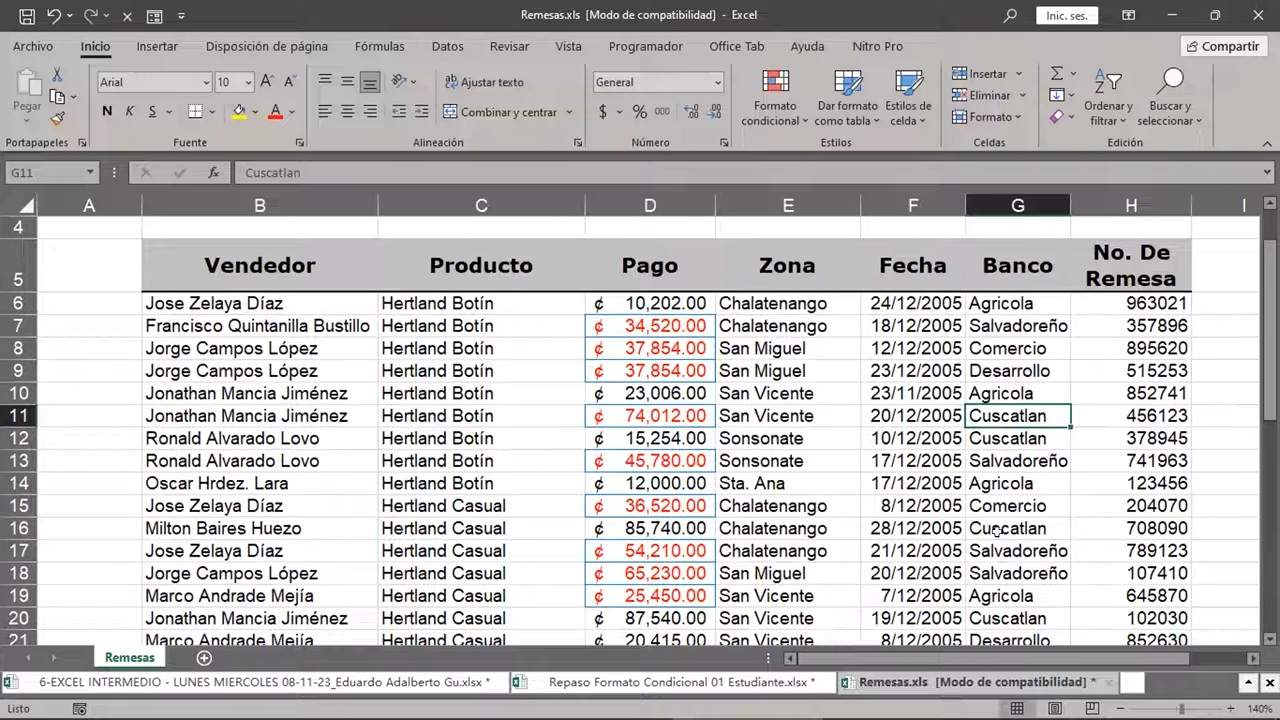 Remesas.xls [Modo de compatibilidad] - Excel
Inic. ses.
Archivo Inicio Insertar Disposición de página Fórmulas Datos Revisar Vista Programador Office Tab Ayuda Nitro Pro
Compartir
Pegar
Arial 10
N K S
Ajustar texto
Combinar y centrar
General
$ % 000
Formato condicional
Dar formato como tabla
Estilos de celda
Insertar
Eliminar
Formato
Ordenar y filtrar
Buscar y seleccionar
Portapapeles Fuente Alineación Número Estilos Celdas Edición
G11 fx Cuscatlan
A B C D E F G H I
4
5 Vendedor Producto Pago Zona Fecha Banco No. De Remesa
6 Jose Zelaya Díaz Hertland Botín ¢ 10,202.00 Chalatenango 24/12/2005 Agricola 963021
7 Francisco Quintanilla Bustillo Hertland Botín ¢ 34,520.00 Chalatenango 18/12/2005 Salvadoreño 357896
8 Jorge Campos López Hertland Botín ¢ 37,854.00 San Miguel 12/12/2005 Comercio 895620
9 Jorge Campos López Hertland Botín ¢ 37,854.00 San Miguel 23/12/2005 Desarrollo 515253
10 Jonathan Mancia Jiménez Hertland Botín ¢ 23,006.00 San Vicente 23/11/2005 Agricola 852741
11 Jonathan Mancia Jiménez Hertland Botín ¢ 74,012.00 San Vicente 20/12/2005 Cuscatlan 456123
12 Ronald Alvarado Lovo Hertland Botín ¢ 15,254.00 Sonsonate 10/12/2005 Cuscatlan 378945
13 Ronald Alvarado Lovo Hertland Botín ¢ 45,780.00 Sonsonate 17/12/2005 Salvadoreño 741963
14 Oscar Hrdez. Lara Hertland Botín ¢ 12,000.00 Sta. Ana 17/12/2005 Agricola 123456
15 Jose Zelaya Díaz Hertland Casual ¢ 36,520.00 Chalatenango 8/12/2005 Comercio 204070
16 Milton Baires Huezo Hertland Casual ¢ 85,740.00 Chalatenango 28/12/2005 Cuscatlan 708090
17 Jose Zelaya Díaz Hertland Casual ¢ 54,210.00 Chalatenango 21/12/2005 Salvadoreño 789123
18 Jorge Campos López Hertland Casual ¢ 65,230.00 San Miguel 20/12/2005 Salvadoreño 107410
19 Marco Andrade Mejía Hertland Casual ¢ 25,450.00 San Vicente 7/12/2005 Agricola 645870
20 Jonathan Mancia Jiménez Hertland Casual ¢ 87,540.00 San Vicente 19/12/2005 Cuscatlan 102030
21 Marco Andrade Mejía Hertland Casual ¢ 20,415.00 San Vicente 8/12/2005 Desarrollo 852630
Remesas
6-EXCEL INTERMEDIO - LUNES MIERCOLES 08-11-23_Eduardo Adalberto Gu.xlsx * Repaso Formato Condicional 01 Estudiante.xlsx * Remesas.xls [Modo de compatibilidad] *
Listo 140%